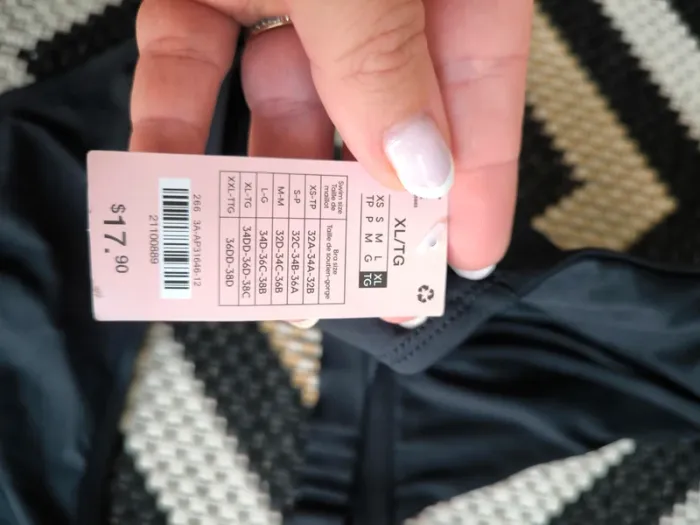 XL/TG
XS S M L XL
TP P M G TG
Swim size Bra size
Taille de Taille de soutien-gorge
maillot
XS-TP 32A-34A-32B
S-P 32C-34B-36A
M-M 32D-34C-36B
L-G 34D-36C-38B
XL-TG 34DD-36D-38C
XXL-TTG 36DD-38D
266 3A-AP31646-12
21100889
$17.90